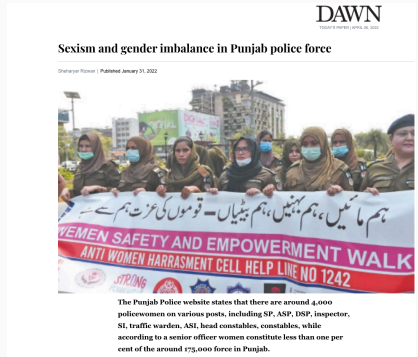 DAWN
TODAY'S PAPER | APRIL 06, 2022
Sexism and gender imbalance in Punjab police force
Sheharyar Rizwan | Published January 31, 2022
ہم مائیں، ہم بہنیں، ہم بیٹیاں — قوموں کی عزت ہم سے ہے
WOMEN SAFETY AND EMPOWERMENT WALK
ANTI WOMEN HARRASMENT CELL HELP LINE NO 1242
STRONG
The Punjab Police website states that there are around 4,000
policewomen on various posts, including SP, ASP, DSP, inspector,
SI, traffic warden, ASI, head constables, constables, while
according to a senior officer women constitute less than one per
cent of the around 175,000 force in Punjab.